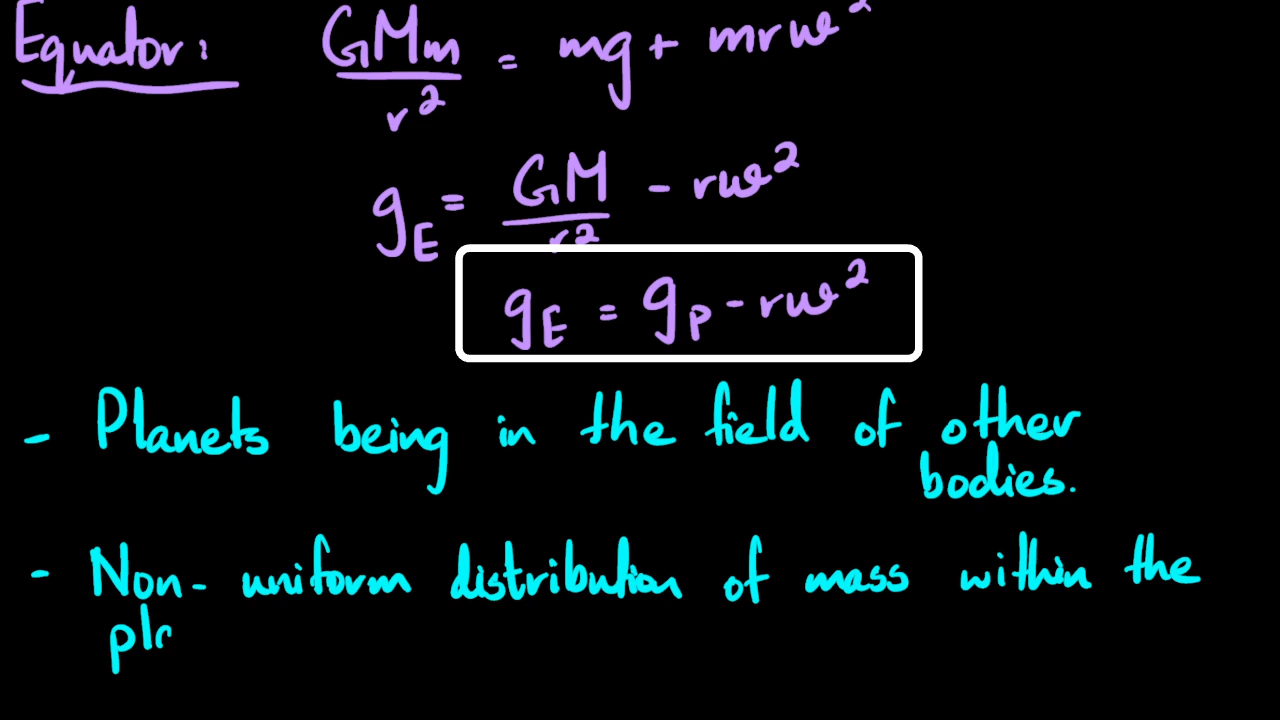 Equator: GMm/r² = mg + mrω²
g_E = GM/r² - rω²
g_E = g_P - rω²
- Planets being in the field of other
bodies.
- Non-uniform distribution of mass within the
pla